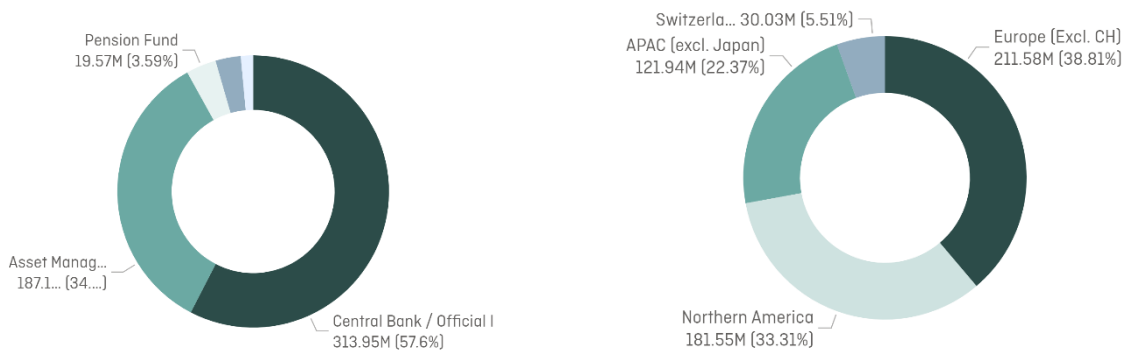 Pension Fund
19.57M (3.59%)
Asset Manag...
187.1... (34....)
Central Bank / Official I
313.95M (57.6%)
Switzerla... 30.03M (5.51%)
APAC (excl. Japan)
121.94M (22.37%)
Europe (Excl. CH)
211.58M (38.81%)
Northern America
181.55M (33.31%)